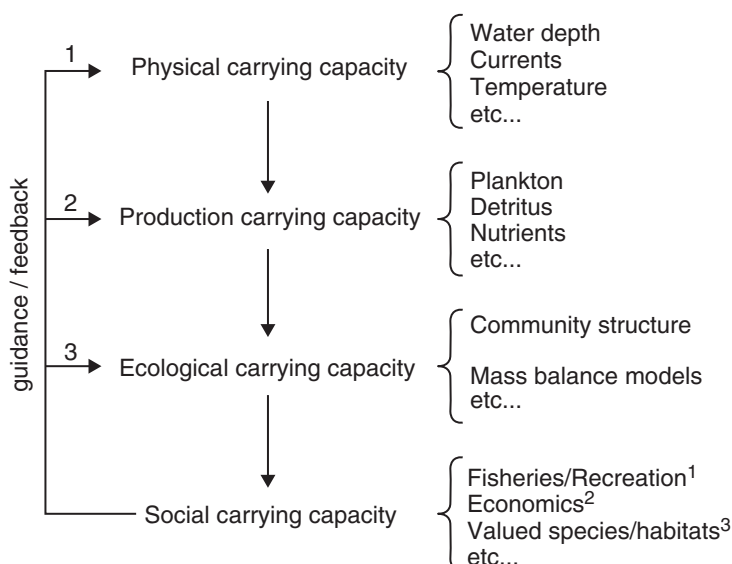 1
Physical carrying capacity
Water depth
Currents
Temperature
etc...
guidance / feedback
2
Production carrying capacity
Plankton
Detritus
Nutrients
etc...
3
Ecological carrying capacity
Community structure
Mass balance models
etc...
Social carrying capacity
Fisheries/Recreation¹
Economics²
Valued species/habitats³
etc...